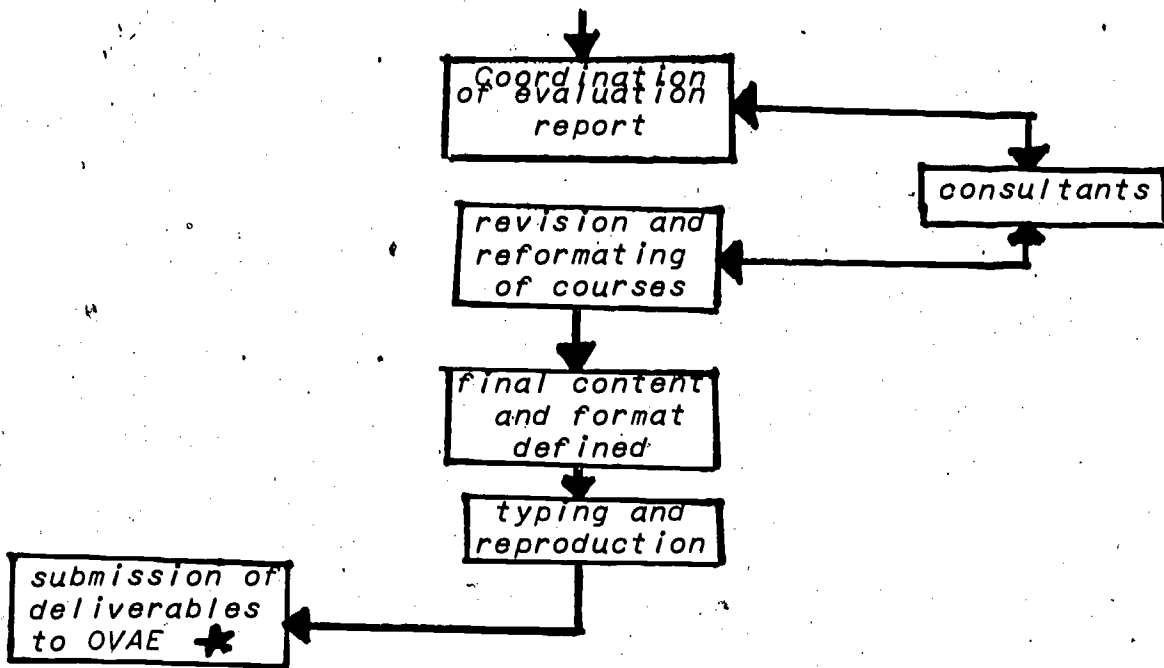 Coordination
of evaluation
report
consultants
revision and
reformating
of courses
final content
and format
defined
typing and
reproduction
submission of
deliverables
to OVAE ★